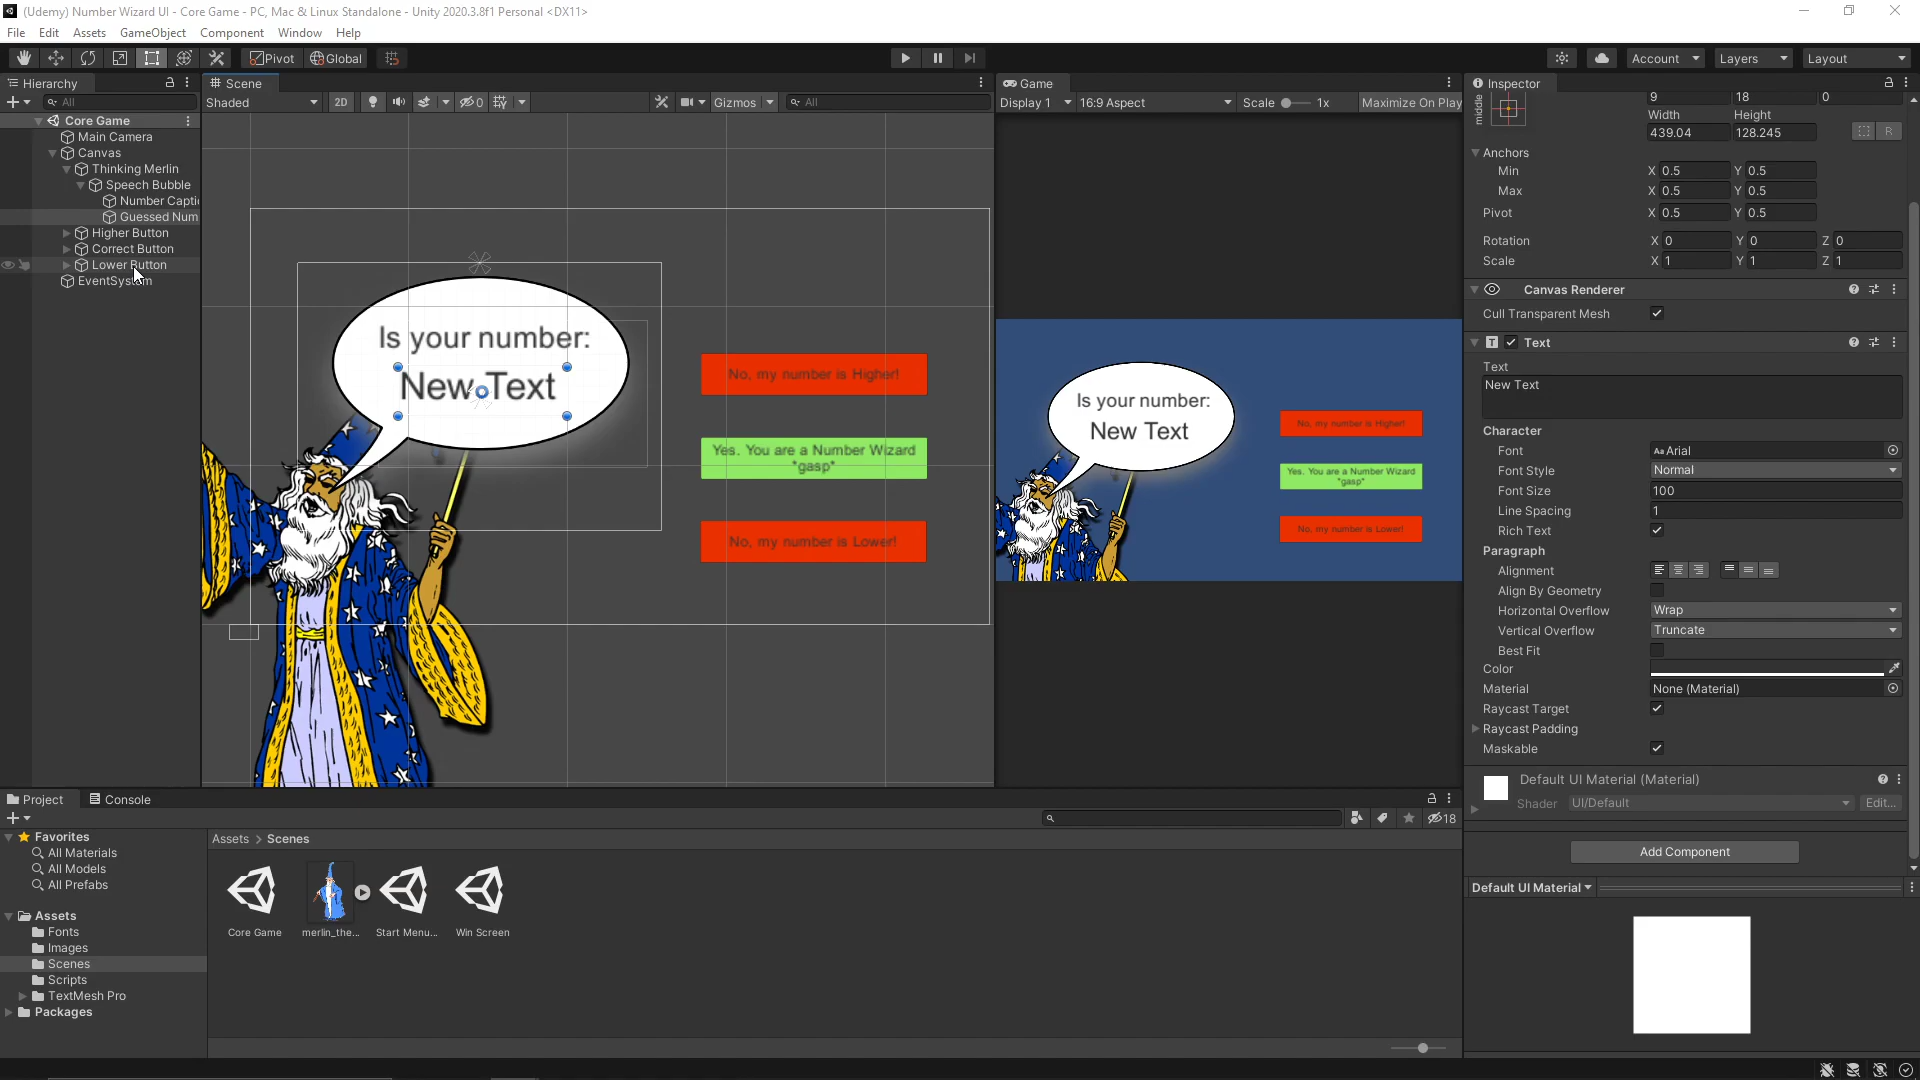 (Udemy) Number Wizard UI - Core Game - PC, Mac & Linux Standalone - Unity 2020.3.8f1 Personal <DX11>
File Edit Assets GameObject Component Window Help
Pivot Global Account Layers Layout
Hierarchy
All
Core Game
Main Camera
Canvas
Thinking Merlin
Speech Bubble
Number Capti
Guessed Num
Higher Button
Correct Button
Lower Button
EventSystem
Scene
Shaded 2D 0 Gizmos All
Is your number:
New Text
No, my number is Higher!
Yes. You are a Number Wizard
*gasp*
No, my number is Lower!
Game
Display 1 16:9 Aspect Scale 1x Maximize On Play
Is your number:
New Text
No, my number is Higher!
Yes. You are a Number Wizard
*gasp*
No, my number is Lower!
Inspector
middle
9 18 0
Width Height
439.04 128.245
R
Anchors
Min X 0.5 Y 0.5
Max X 0.5 Y 0.5
Pivot X 0.5 Y 0.5
Rotation X 0 Y 0 Z 0
Scale X 1 Y 1 Z 1
Canvas Renderer
Cull Transparent Mesh
Text
Text
New Text
Character
Font Aa Arial
Font Style Normal
Font Size 100
Line Spacing 1
Rich Text
Paragraph
Alignment
Align By Geometry
Horizontal Overflow Wrap
Vertical Overflow Truncate
Best Fit
Color
Material None (Material)
Raycast Target
Raycast Padding
Maskable
Default UI Material (Material)
Shader UI/Default Edit...
Add Component
Default UI Material
Project Console
18
Favorites
All Materials
All Models
All Prefabs
Assets
Fonts
Images
Scenes
Scripts
TextMesh Pro
Packages
Assets > Scenes
Core Game merlin_the... Start Menu... Win Screen